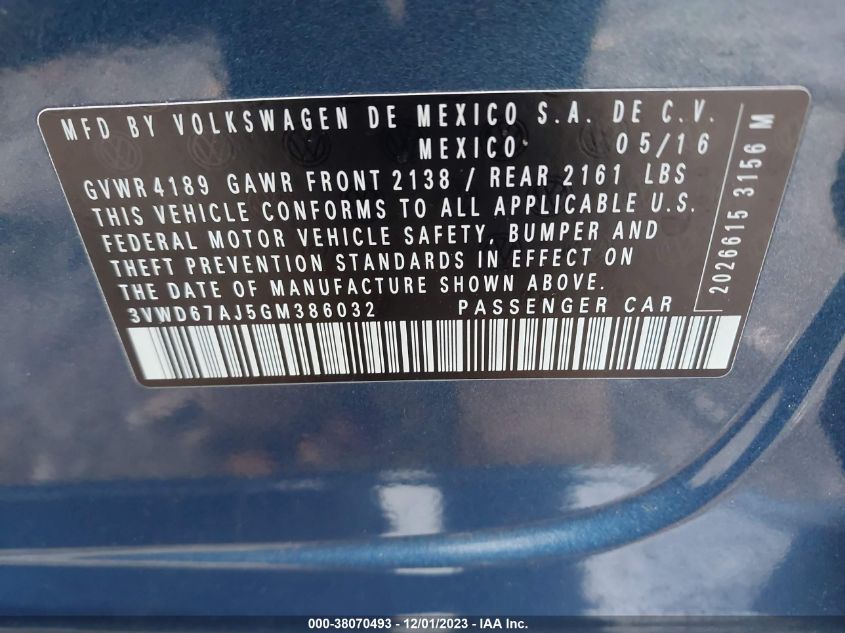 MFD BY VOLKSWAGEN DE MEXICO S.A. DE C.V.
MEXICO 05/16
GVWR 4189 GAWR FRONT 2138 / REAR 2161 LBS
THIS VEHICLE CONFORMS TO ALL APPLICABLE U.S.
FEDERAL MOTOR VEHICLE SAFETY, BUMPER AND
THEFT PREVENTION STANDARDS IN EFFECT ON
THE DATE OF MANUFACTURE SHOWN ABOVE.
3VWD67AJ5GM386032 PASSENGER CAR
2026615 3156 M
000-38070493 - 12/01/2023 - IAA Inc.